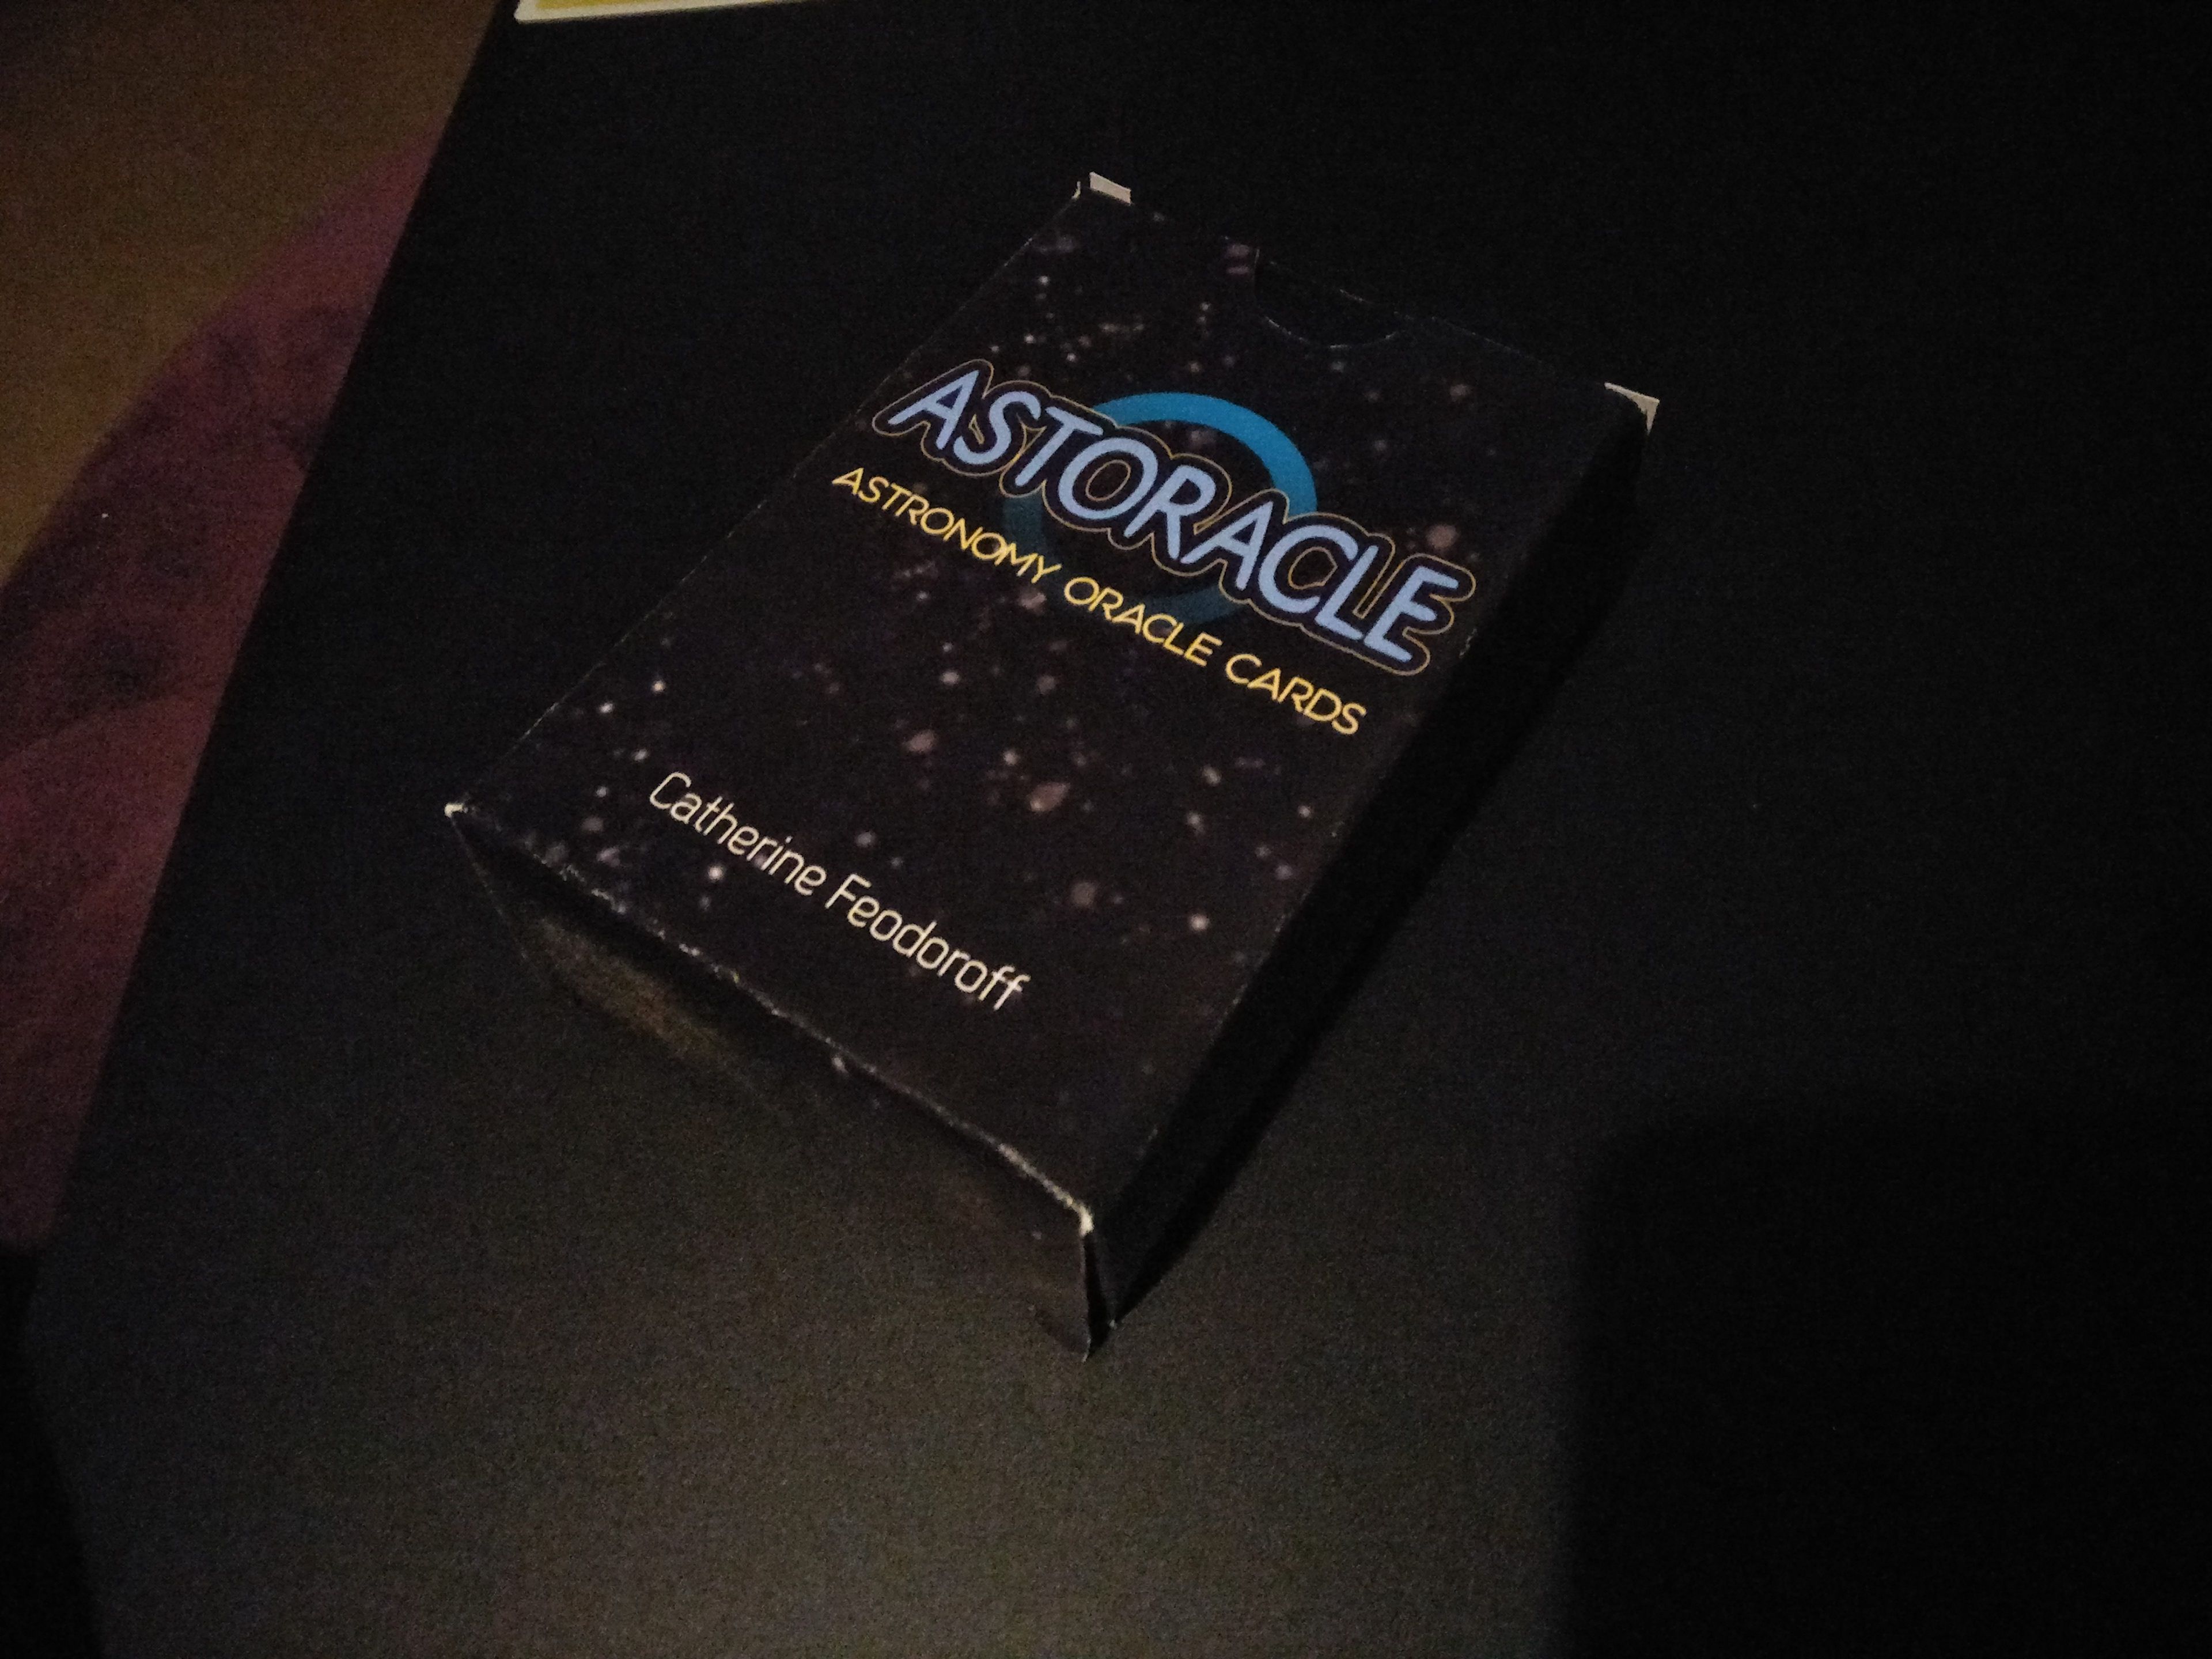 ASTORACLE
ASTRONOMY ORACLE CARDS
Catherine Feodoroff